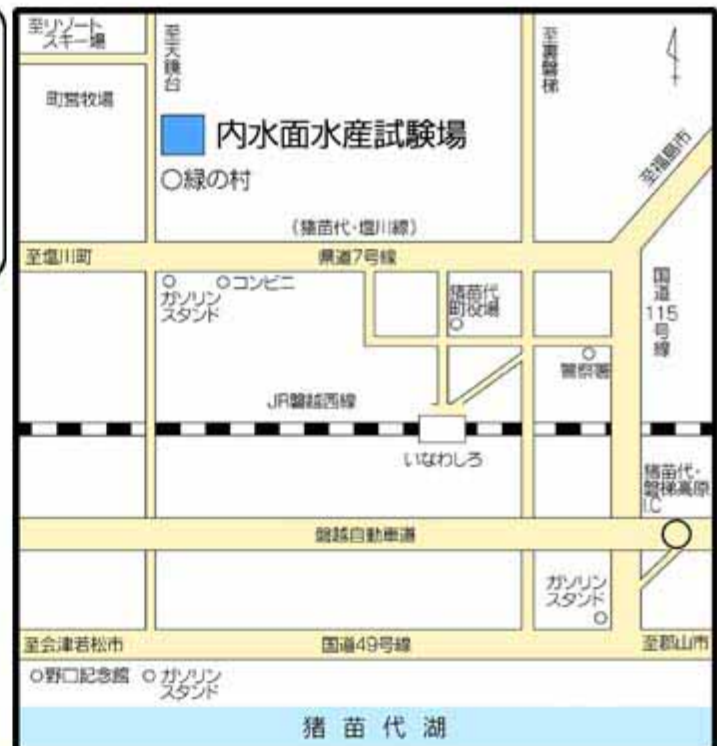 至リゾート
スキー場
至天鏡台
至裏磐梯
町営牧場
内水面水産試験場
○緑の村
至福島市
(猪苗代・塩川線)
至塩川町
県道7号線
○コンビニ
ガソリン
スタンド
猪苗代
町役場
国道
115
号線
警察署
JR磐越西線
いなわしろ
猪苗代・
磐梯高原
I.C
磐越自動車道
ガソリン
スタンド
至会津若松市
国道49号線
至郡山市
○野口記念館
○ガソリン
スタンド
猪苗代湖